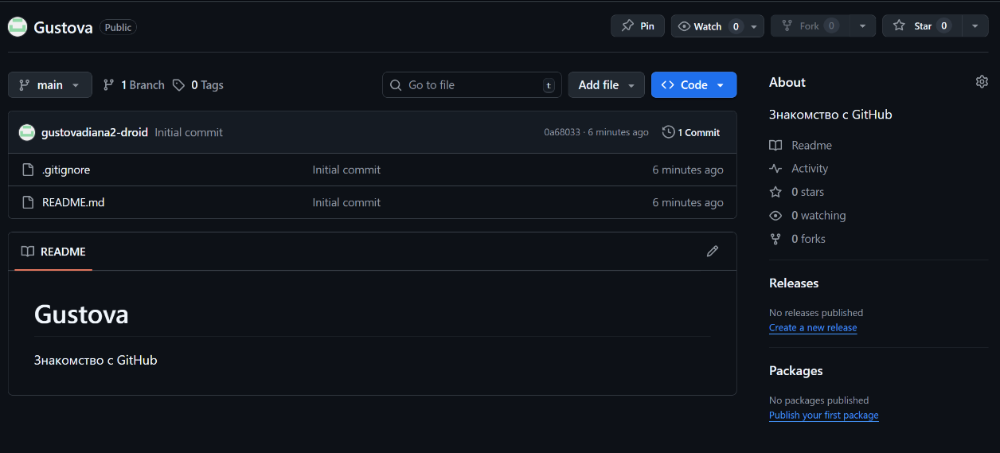 Gustova Public Pin Watch 0 Fork 0 Star 0
main 1 Branch 0 Tags Go to file t Add file Code
gustovadiana2-droid Initial commit 0a68033 · 6 minutes ago 1 Commit
.gitignore Initial commit 6 minutes ago
README.md Initial commit 6 minutes ago
README
Gustova
Знакомство с GitHub
About
Знакомство с GitHub
Readme
Activity
0 stars
0 watching
0 forks
Releases
No releases published
Create a new release
Packages
No packages published
Publish your first package